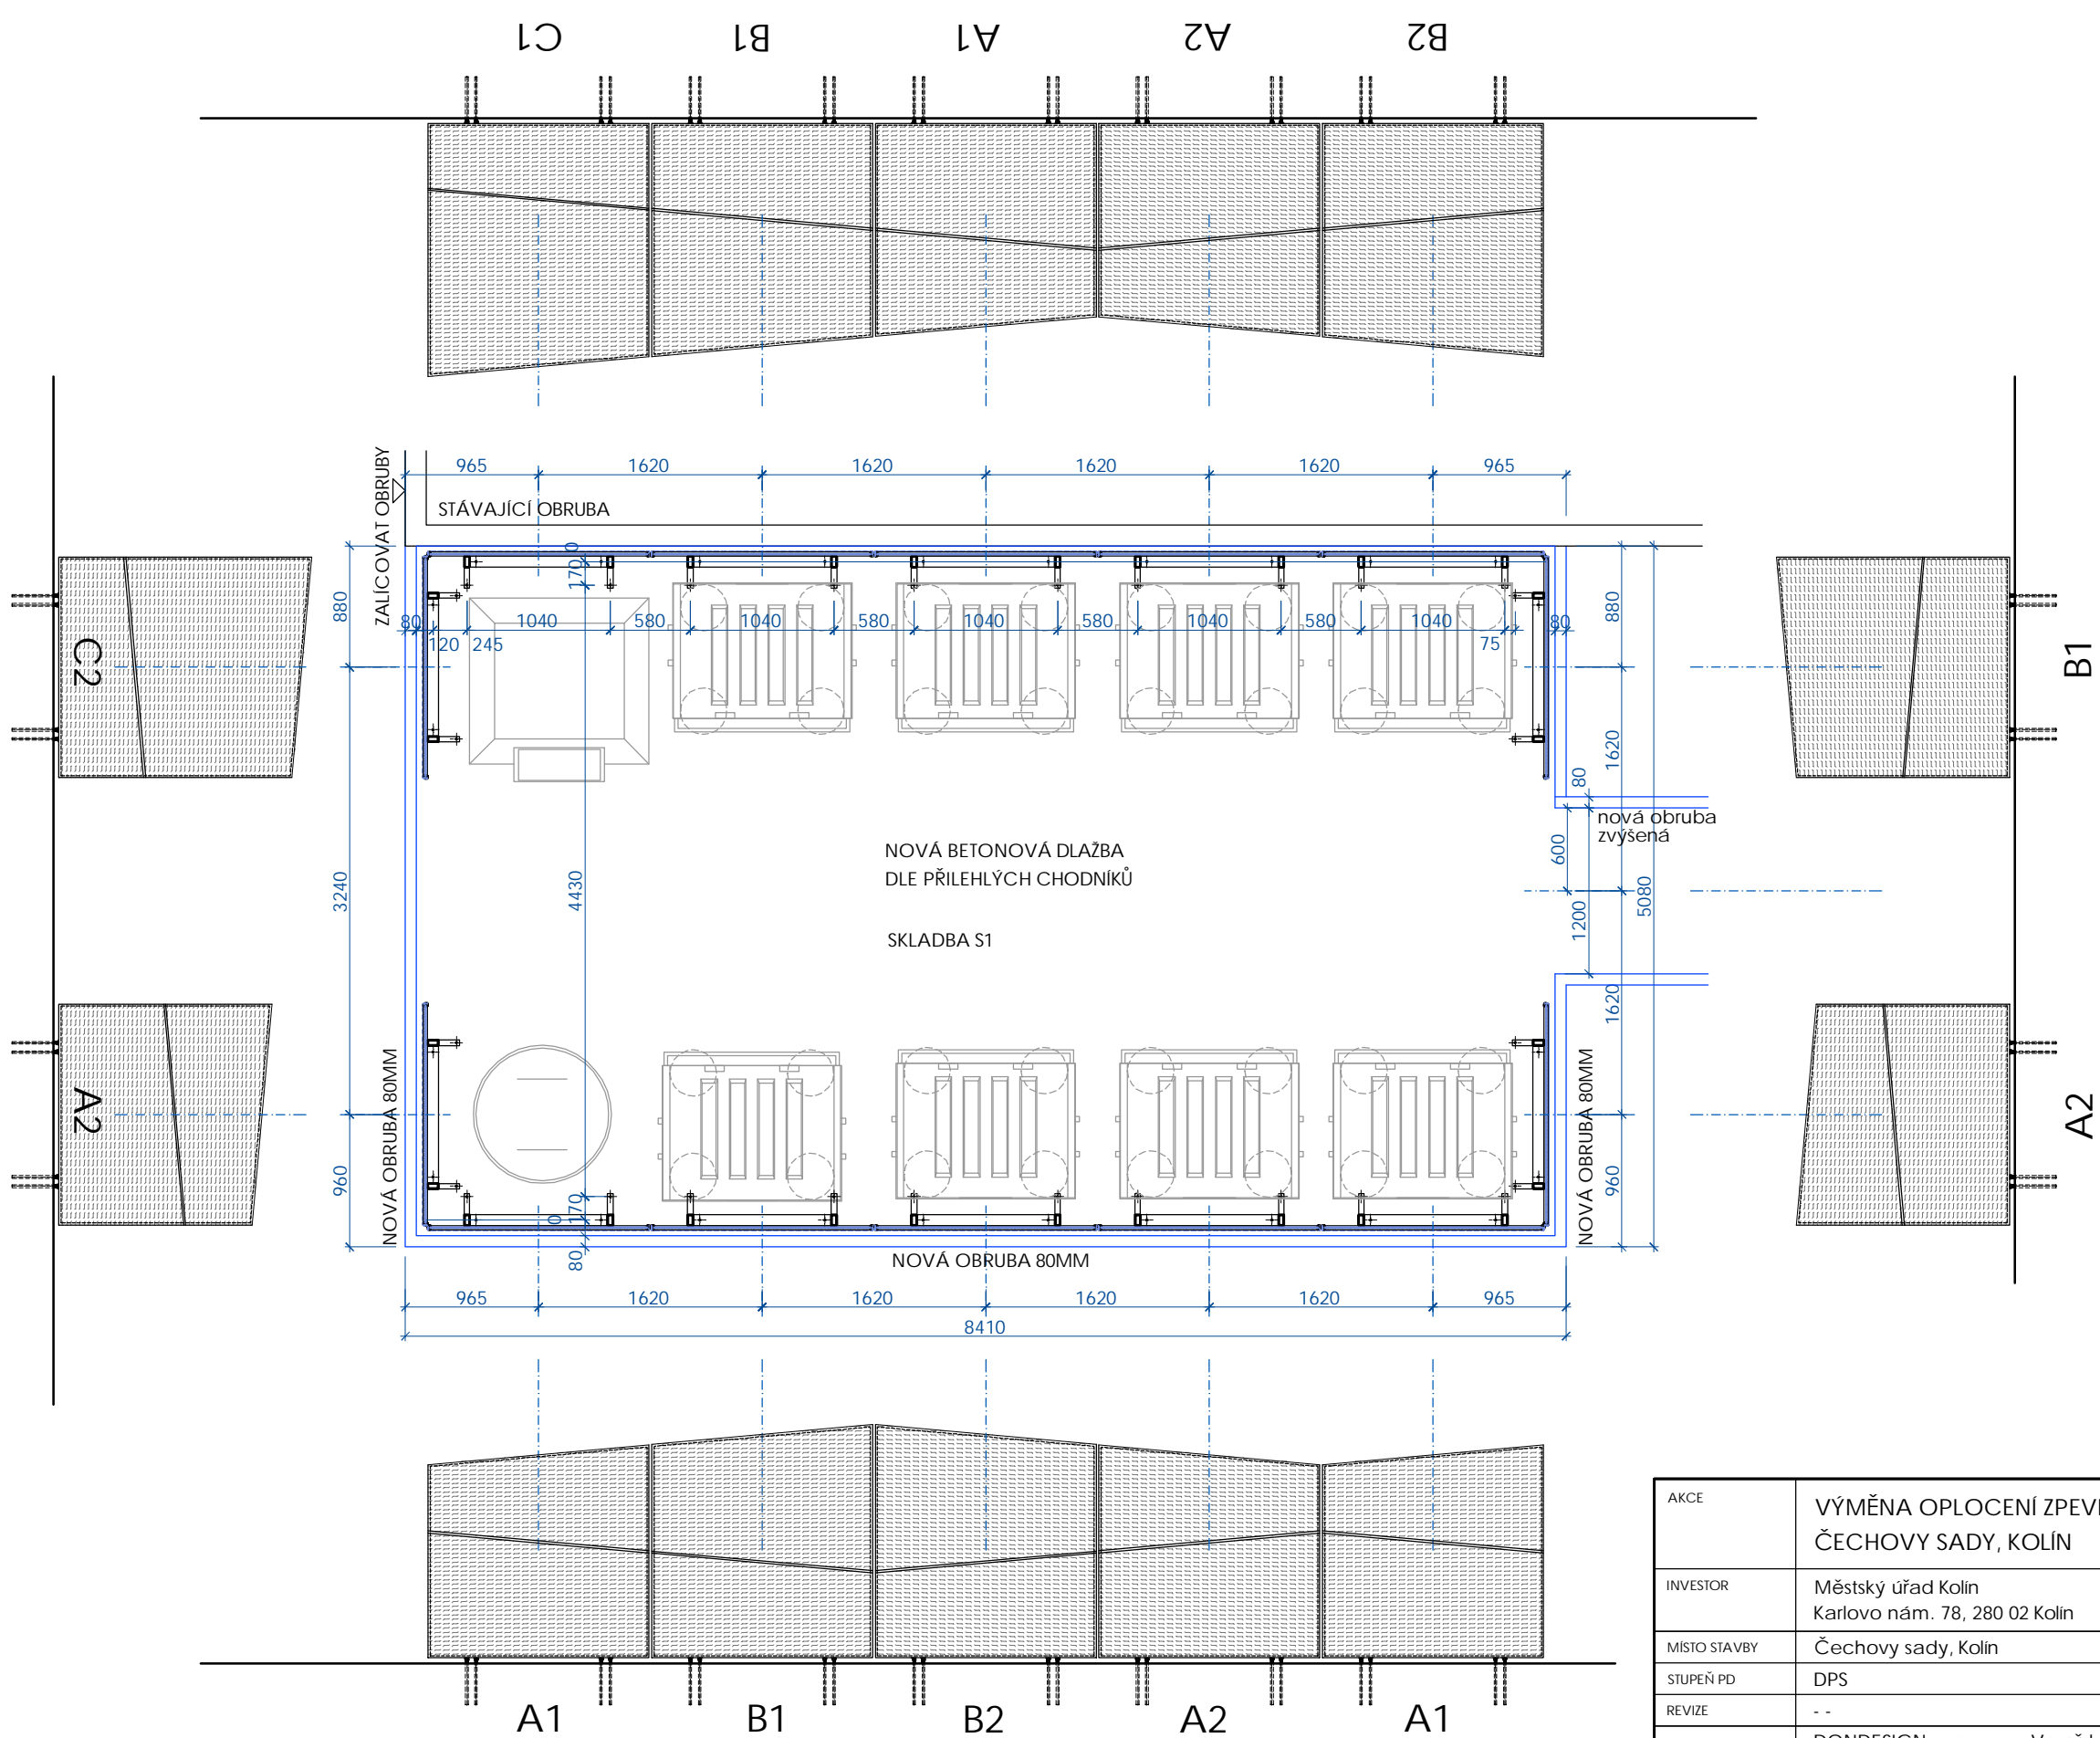 C1 B1 A1 A2 B2
965 1620 1620 1620 1620 965
ZALÍCOVAT OBRUBY
STÁVAJÍCÍ OBRUBA
170 0
880
880
80 1040 580 1040 580 1040 580 1040 580 1040 80
120 245 75
C2
B1
1620
80
nová obruba
zvýšená
600
NOVÁ BETONOVÁ DLAŽBA
DLE PŘILEHLÝCH CHODNÍKŮ
3240
4430
5080
1200
SKLADBA S1
1620
A2
A2
NOVÁ OBRUBA 80MM
NOVÁ OBRUBA 80MM
960
960
170
0
80
NOVÁ OBRUBA 80MM
965 1620 1620 1620 1620 965
8410
A1 B1 B2 A2 A1
AKCE
VÝMĚNA OPLOCENÍ
ČECHOVY SADY, KOLÍN
INVESTOR
Městský úřad Kolín
Karlovo nám. 78, 280 02 Kolín
MÍSTO STAVBY
Čechovy sady, Kolín
STUPEŇ PD
DPS
REVIZE
- -